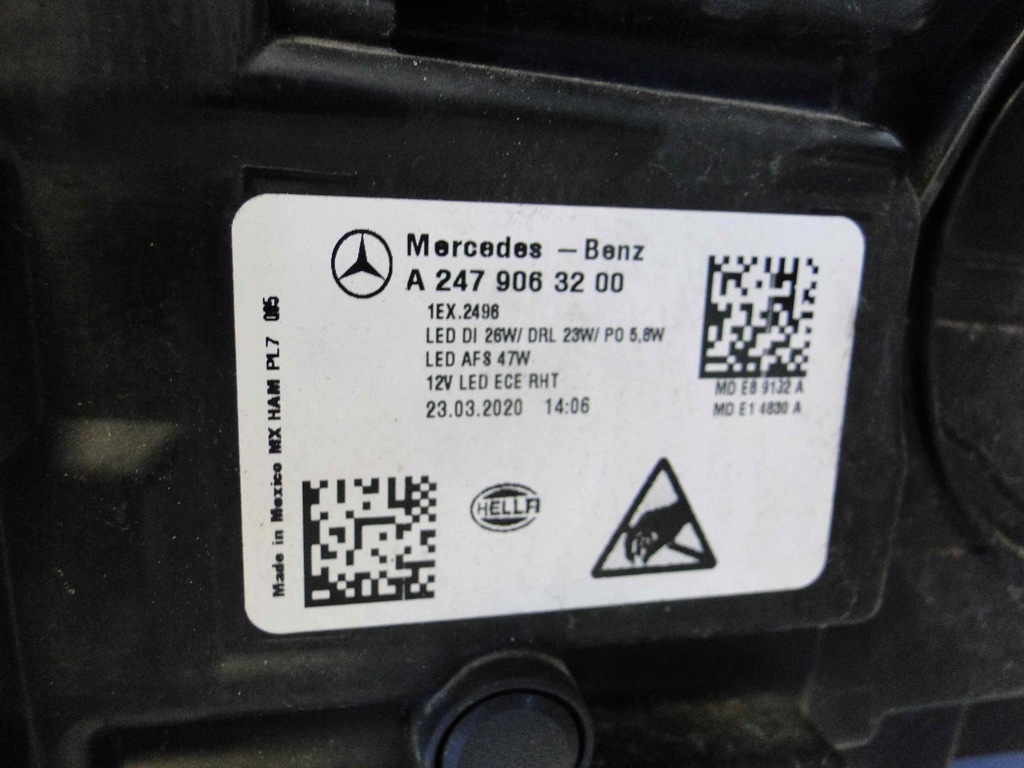 Mercedes - Benz
A 247 906 32 00
1EX.2496
LED DI 26W/ DRL 23W/ PO 5,8W
LED AFS 47W
12V LED ECE RHT
23.03.2020 14:06
MD E8 9132 A
MD E1 4830 A
HELLA
Made in Mexico MX HAM PL7 005